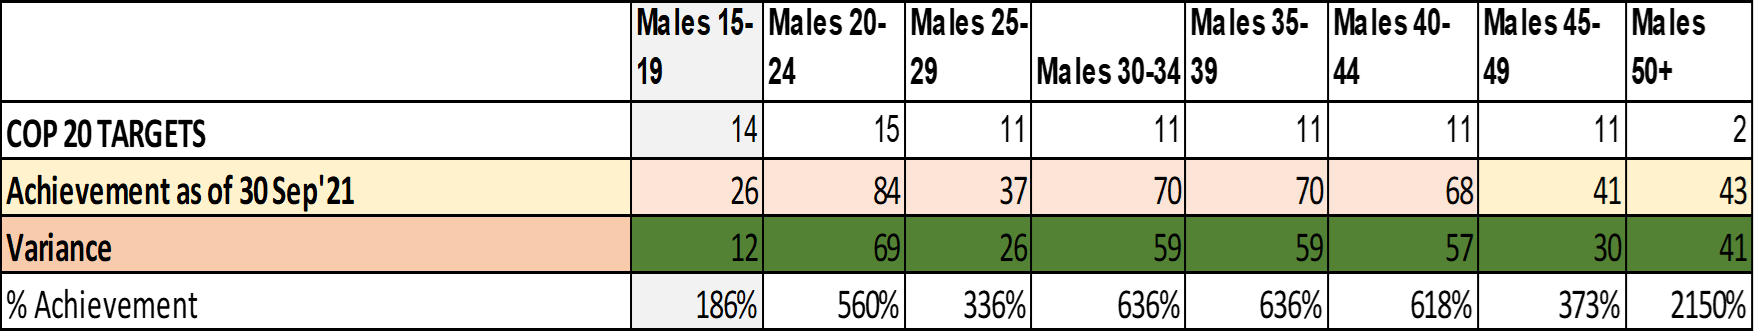 Males 15-19 Males 20-24 Males 25-29 Males 30-34 Males 35-39 Males 40-44 Males 45-49 Males 50+
COP 20 TARGETS 14 15 11 11 11 11 11 2
Achievement as of 30 Sep'21 26 84 37 70 70 68 41 43
Variance 12 69 26 59 59 57 30 41
% Achievement 186% 560% 336% 636% 636% 618% 373% 2150%